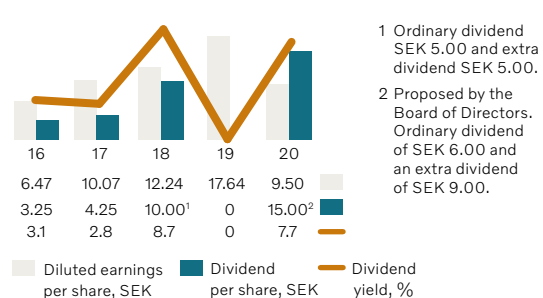 1 Ordinary dividend
SEK 5.00 and extra
dividend SEK 5.00.
2 Proposed by the
Board of Directors.
Ordinary dividend
of SEK 6.00 and
an extra dividend
of SEK 9.00.
16 17 18 19 20
6.47 10.07 12.24 17.64 9.50
3.25 4.25 10.00¹ 0 15.00²
3.1 2.8 8.7 0 7.7
Diluted earnings
per share, SEK
Dividend
per share, SEK
Dividend
yield, %